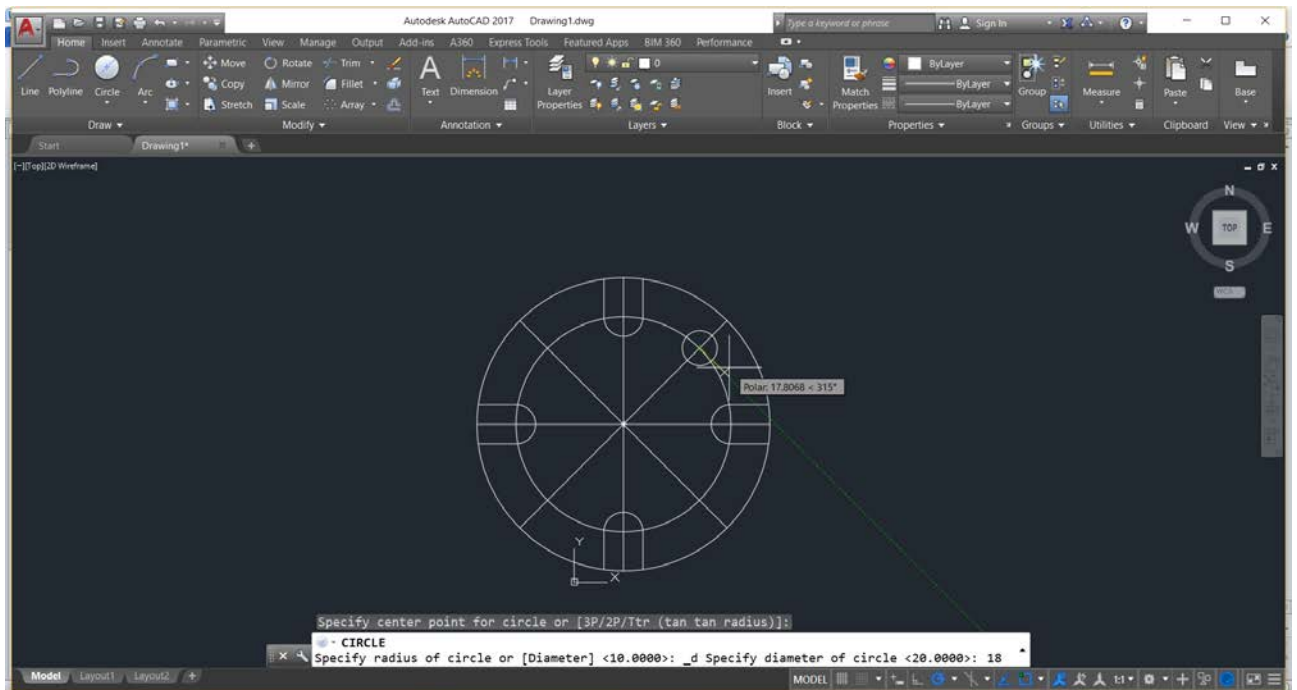 Autodesk AutoCAD 2017 Drawing1.dwg
Type a keyword or phrase
Sign In
Home Insert Annotate Parametric View Manage Output Add-ins A360 Express Tools Featured Apps BIM 360 Performance
Move Rotate Trim
Copy Mirror Fillet
Stretch Scale Array
Line Polyline Circle Arc
Text Dimension
Layer Properties
0
Insert
Match Properties
ByLayer
ByLayer
ByLayer
Group
Measure
Paste
Base
Draw Modify Annotation Layers Block Properties Groups Utilities Clipboard View
Start Drawing1*
[-][Top][2D Wireframe]
N
W TOP E
S
Polar: 17.8068 < 315°
Y
X
Specify center point for circle or [3P/2P/Ttr (tan tan radius)]:
CIRCLE
Specify radius of circle or [Diameter] <10.0000>: _d Specify diameter of circle <20.0000>: 18
Model Layout1 Layout2 +
MODEL
1:1